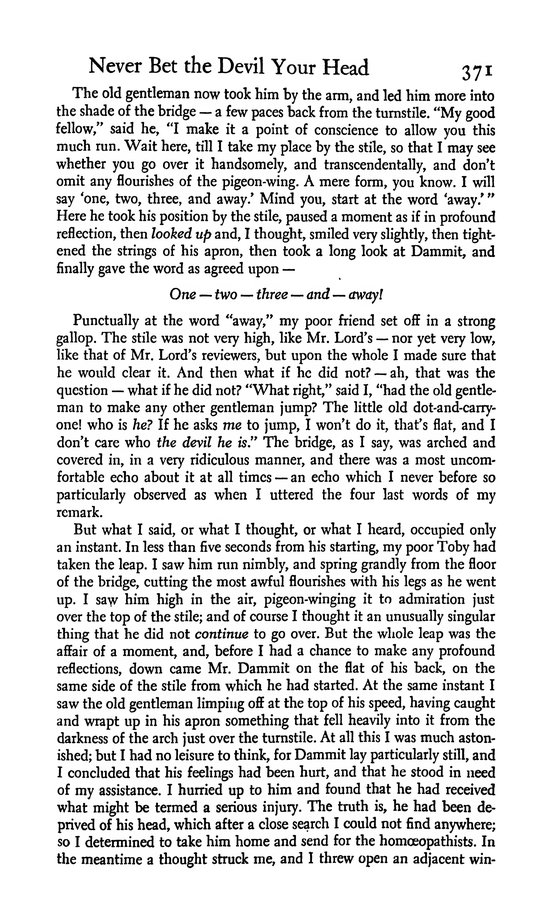 Never Bet the Devil Your Head 371
The old gentleman now took him by the arm, and led him more into
the shade of the bridge — a few paces back from the turnstile. “My good
fellow,” said he, “I make it a point of conscience to allow you this
much run. Wait here, till I take my place by the stile, so that I may see
whether you go over it handsomely, and transcendentally, and don’t
omit any flourishes of the pigeon-wing. A mere form, you know. I will
say ‘one, two, three, and away.’ Mind you, start at the word ‘away.’ ”
Here he took his position by the stile, paused a moment as if in profound
reflection, then looked up and, I thought, smiled very slightly, then tight-
ened the strings of his apron, then took a long look at Dammit, and
finally gave the word as agreed upon —
One — two — three — and — away!
Punctually at the word “away,” my poor friend set off in a strong
gallop. The stile was not very high, like Mr. Lord’s — nor yet very low,
like that of Mr. Lord’s reviewers, but upon the whole I made sure that
he would clear it. And then what if he did not? — ah, that was the
question — what if he did not? “What right,” said I, “had the old gentle-
man to make any other gentleman jump? The little old dot-and-carry-
one! who is he? If he asks me to jump, I won’t do it, that’s flat, and I
don’t care who the devil he is.” The bridge, as I say, was arched and
covered in, in a very ridiculous manner, and there was a most uncom-
fortable echo about it at all times — an echo which I never before so
particularly observed as when I uttered the four last words of my
remark.
But what I said, or what I thought, or what I heard, occupied only
an instant. In less than five seconds from his starting, my poor Toby had
taken the leap. I saw him run nimbly, and spring grandly from the floor
of the bridge, cutting the most awful flourishes with his legs as he went
up. I saw him high in the air, pigeon-winging it to admiration just
over the top of the stile; and of course I thought it an unusually singular
thing that he did not continue to go over. But the whole leap was the
affair of a moment, and, before I had a chance to make any profound
reflections, down came Mr. Dammit on the flat of his back, on the
same side of the stile from which he had started. At the same instant I
saw the old gentleman limping off at the top of his speed, having caught
and wrapt up in his apron something that fell heavily into it from the
darkness of the arch just over the turnstile. At all this I was much aston-
ished; but I had no leisure to think, for Dammit lay particularly still, and
I concluded that his feelings had been hurt, and that he stood in need
of my assistance. I hurried up to him and found that he had received
what might be termed a serious injury. The truth is, he had been de-
prived of his head, which after a close search I could not find anywhere;
so I determined to take him home and send for the homœopathists. In
the meantime a thought struck me, and I threw open an adjacent win-